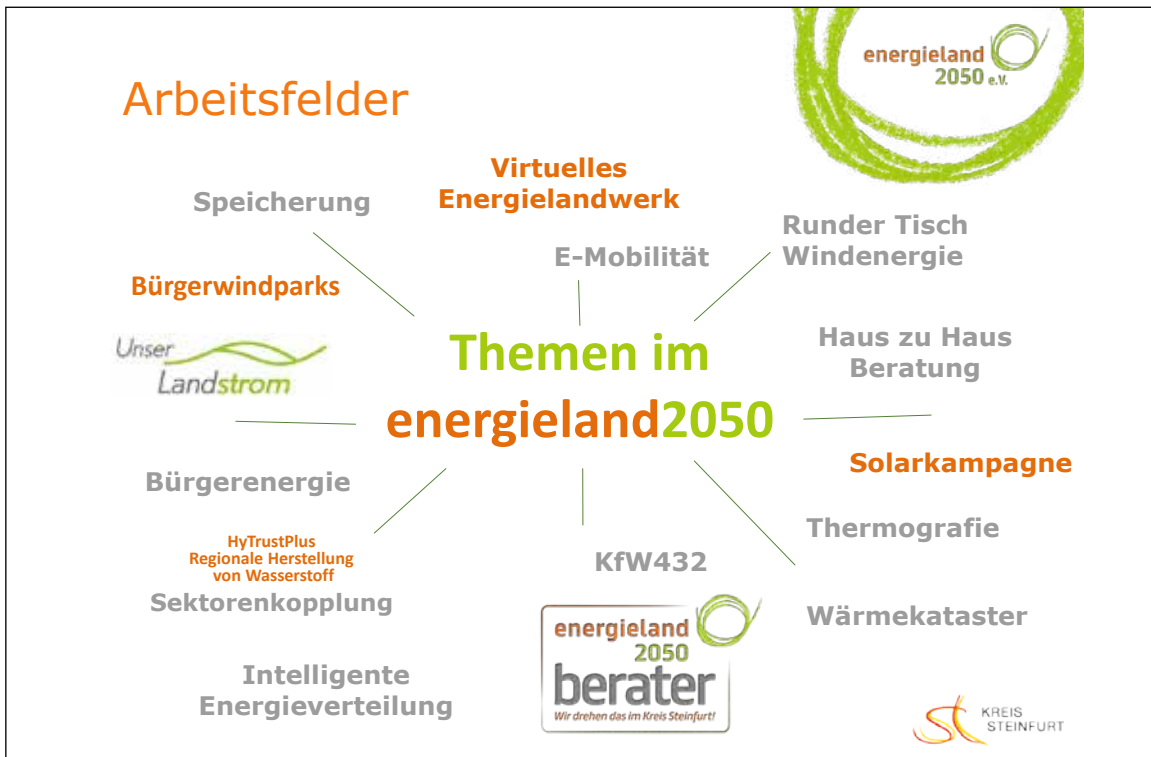 energieland
2050 e.V.
Arbeitsfelder
Virtuelles
Energielandwerk
Speicherung
Runder Tisch
Windenergie
E-Mobilität
Bürgerwindparks
Unser
Landstrom
Themen im
energieland2050
Haus zu Haus
Beratung
Solarkampagne
Bürgerenergie
Thermografie
HyTrustPlus
Regionale Herstellung
von Wasserstoff
Sektorenkopplung
KfW432
Wärmekataster
energieland
2050
berater
Wir drehen das im Kreis Steinfurt!
Intelligente
Energieverteilung
KREIS
STEINFURT